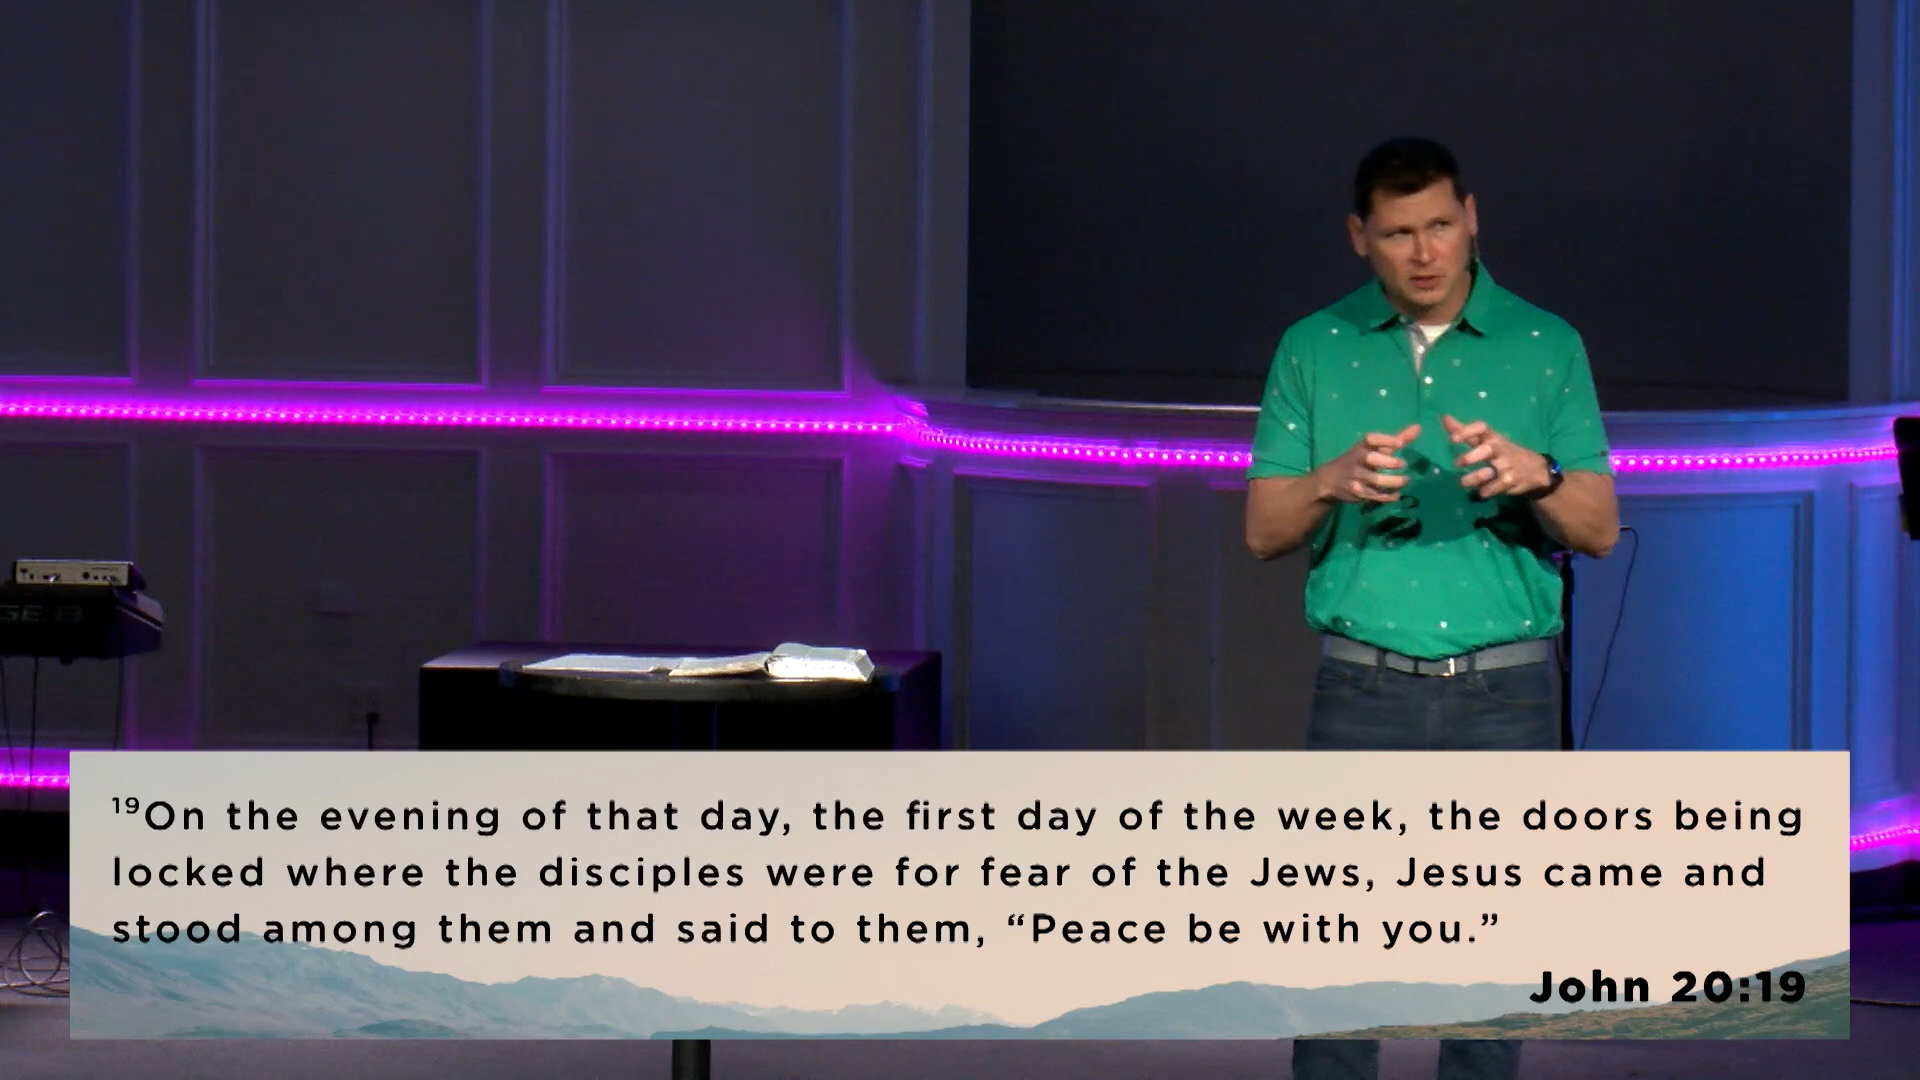 ¹⁹On the evening of that day, the first day of the week, the doors being
locked where the disciples were for fear of the Jews, Jesus came and
stood among them and said to them, “Peace be with you.”
John 20:19